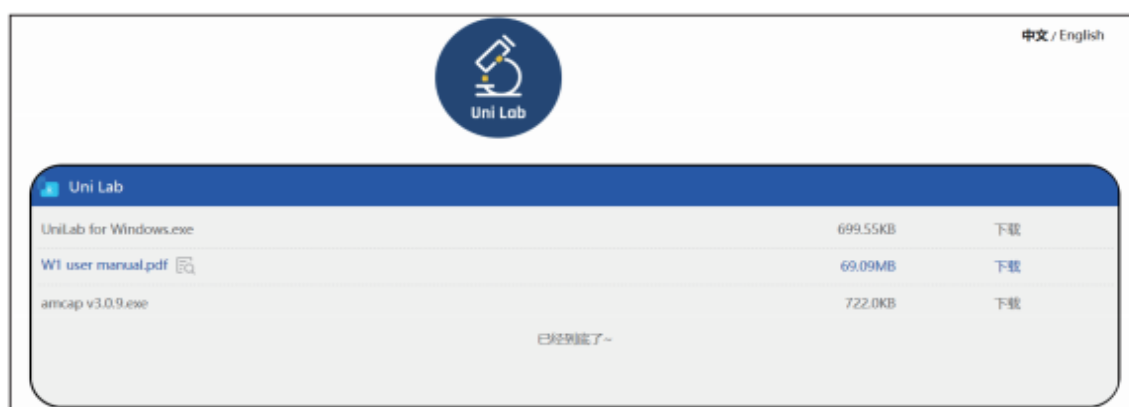 中文 / English
Uni Lab
Uni Lab
UniLab for Windows.exe 699.55KB 下载
W1 user manual.pdf 69.09MB 下载
amcap v3.0.9.exe 722.0KB 下载
已经到底了~